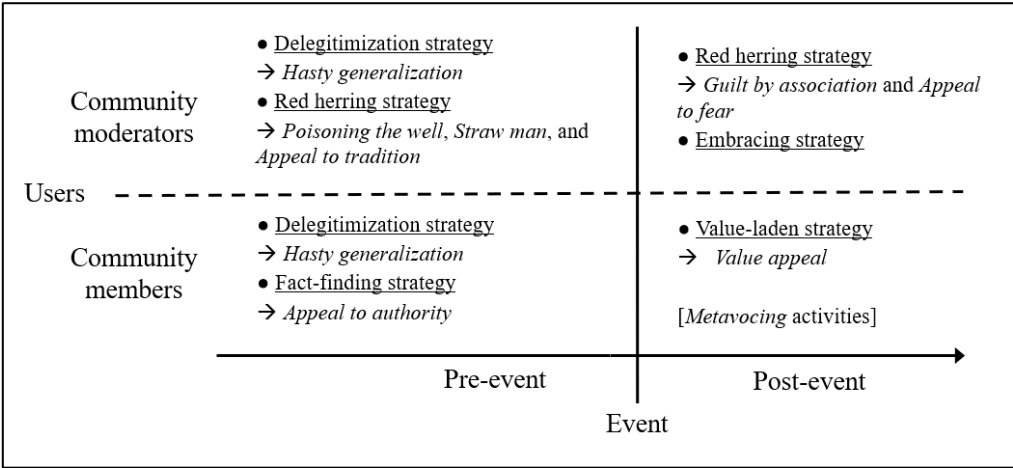 ● Delegitimization strategy
→ Hasty generalization
● Red herring strategy
→ Poisoning the well, Straw man, and
Appeal to tradition
● Red herring strategy
→ Guilt by association and Appeal
to fear
● Embracing strategy
Community
moderators
Users
Community
members
● Delegitimization strategy
→ Hasty generalization
● Fact-finding strategy
→ Appeal to authority
● Value-laden strategy
→ Value appeal
[Metavocing activities]
Pre-event
Post-event
Event